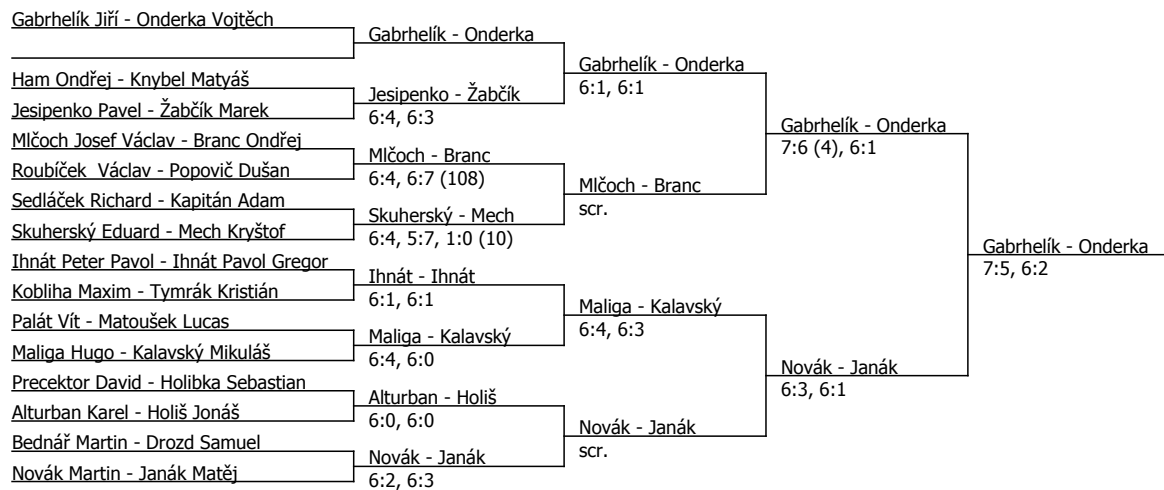 Gabrhelík Jiří - Onderka Vojtěch
Ham Ondřej - Knybel Matyáš
Jesipenko Pavel - Žabčík Marek
Mlčoch Josef Václav - Branc Ondřej
Roubíček  Václav - Popovič Dušan
Sedláček Richard - Kapitán Adam
Skuherský Eduard - Mech Kryštof
Ihnát Peter Pavol - Ihnát Pavol Gregor
Kobliha Maxim - Tymrák Kristián
Palát Vít - Matoušek Lucas
Maliga Hugo - Kalavský Mikuláš
Precektor David - Holibka Sebastian
Alturban Karel - Holiš Jonáš
Bednář Martin - Drozd Samuel
Novák Martin - Janák Matěj
Gabrhelík - Onderka
Jesipenko - Žabčík
6:4, 6:3
Mlčoch - Branc
6:4, 6:7 (108)
Skuherský - Mech
6:4, 5:7, 1:0 (10)
Ihnát - Ihnát
6:1, 6:1
Maliga - Kalavský
6:4, 6:0
Alturban - Holiš
6:0, 6:0
Novák - Janák
6:2, 6:3
Gabrhelík - Onderka
6:1, 6:1
Mlčoch - Branc
scr.
Maliga - Kalavský
6:4, 6:3
Novák - Janák
scr.
Gabrhelík - Onderka
7:6 (4), 6:1
Novák - Janák
6:3, 6:1
Gabrhelík - Onderka
7:5, 6:2